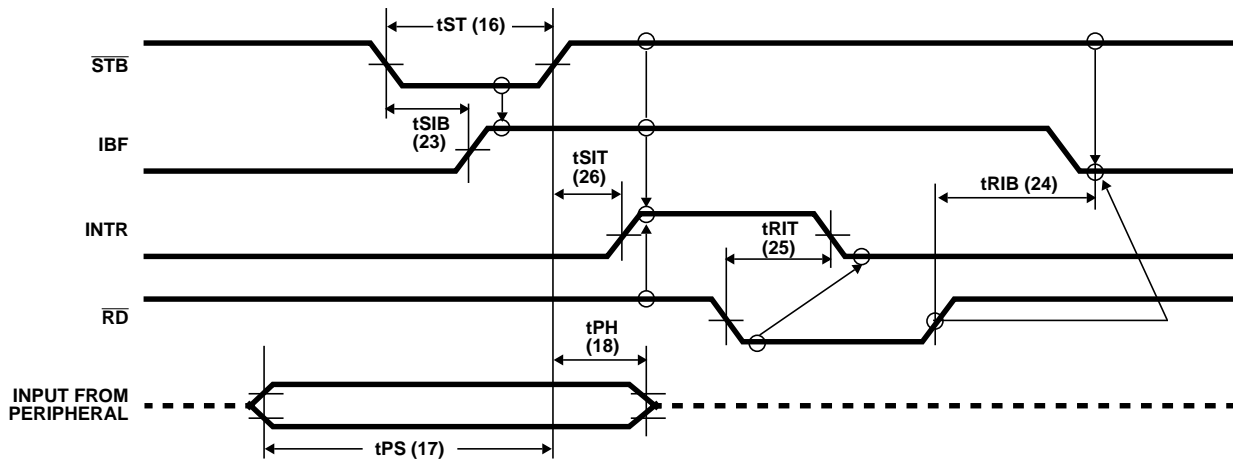 tST (16)
STB
tSIB
(23)
IBF
tSIT
(26)
tRIB (24)
INTR
tRIT
(25)
RD
tPH
(18)
INPUT FROM
PERIPHERAL
tPS (17)